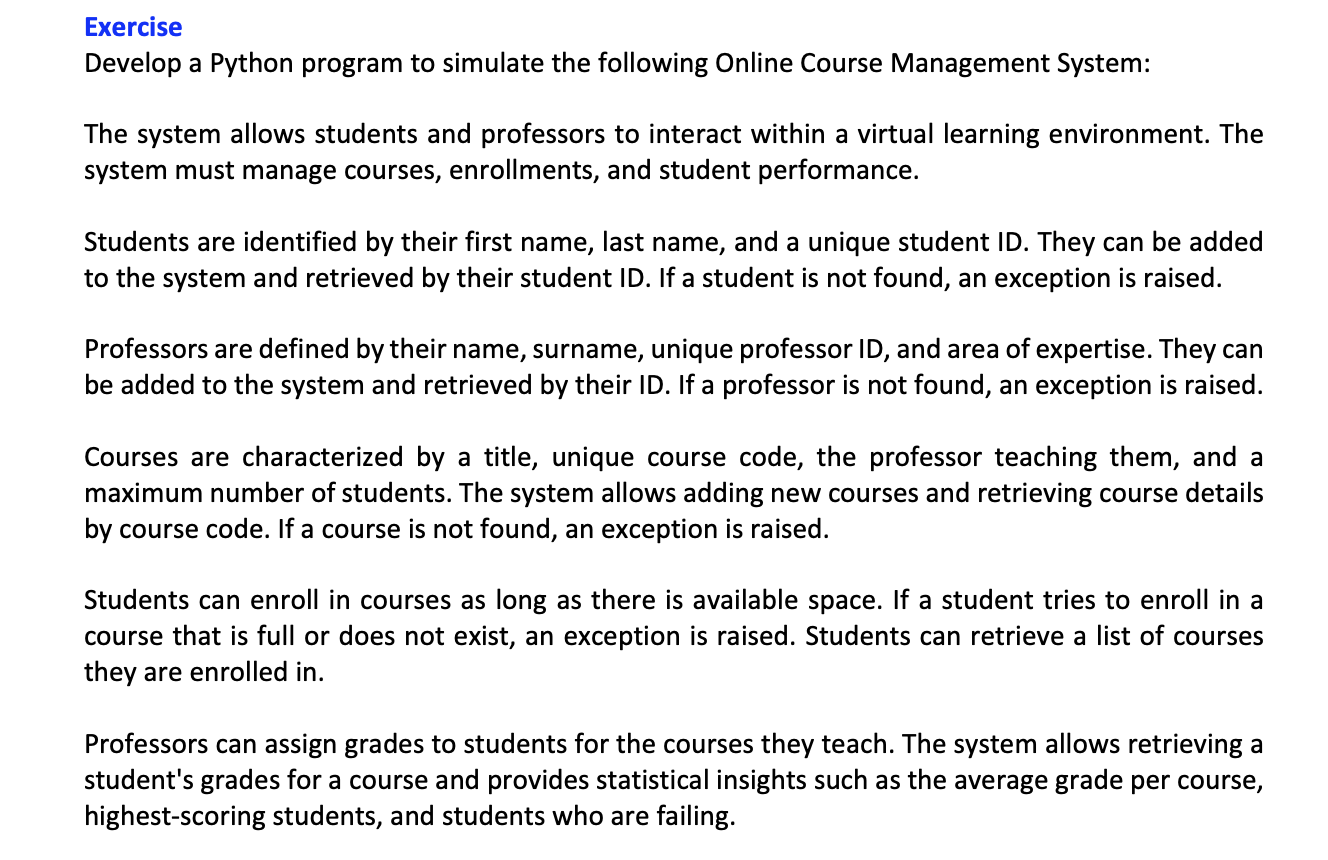 Exercise
Develop a Python program to simulate the following Online Course Management System:
The system allows students and professors to interact within a virtual learning environment. The
system must manage courses, enrollments, and student performance.
Students are identified by their first name, last name, and a unique student ID. They can be added
to the system and retrieved by their student ID. If a student is not found, an exception is raised.
Professors are defined by their name, surname, unique professor ID, and area of expertise. They can
be added to the system and retrieved by their ID. If a professor is not found, an exception is raised.
Courses are characterized by a title, unique course code, the professor teaching them, and a
maximum number of students. The system allows adding new courses and retrieving course details
by course code. If a course is not found, an exception is raised.
Students can enroll in courses as long as there is available space. If a student tries to enroll in a
course that is full or does not exist, an exception is raised. Students can retrieve a list of courses
they are enrolled in.
Professors can assign grades to students for the courses they teach. The system allows retrieving a
student's grades for a course and provides statistical insights such as the average grade per course,
highest-scoring students, and students who are failing.